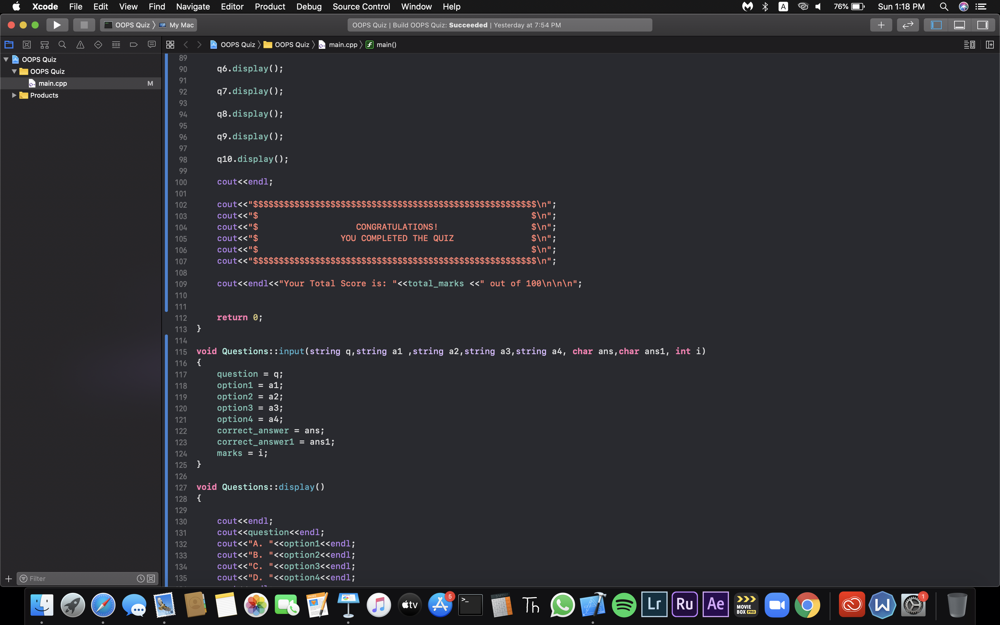 Xcode File Edit View Find Navigate Editor Product Debug Source Control Window Help A 76% Sun 1:18 PM
OOPS Quiz My Mac OOPS Quiz | Build OOPS Quiz: Succeeded | Yesterday at 7:54 PM
OOPS Quiz OOPS Quiz main.cpp main()
OOPS Quiz
OOPS Quiz
main.cpp M
Products
89
90 q6.display();
91
92 q7.display();
93
94 q8.display();
95
96 q9.display();
97
98 q10.display();
99
100 cout<<endl;
101
102 cout<<"$$$$$$$$$$$$$$$$$$$$$$$$$$$$$$$$$$$$$$$$$$$$$$$$$$$$$$$\n";
103 cout<<"$                                                     $\n";
104 cout<<"$                   CONGRATULATIONS!                  $\n";
105 cout<<"$                YOU COMPLETED THE QUIZ               $\n";
106 cout<<"$                                                     $\n";
107 cout<<"$$$$$$$$$$$$$$$$$$$$$$$$$$$$$$$$$$$$$$$$$$$$$$$$$$$$$$$\n";
108
109 cout<<endl<<"Your Total Score is: "<<total_marks <<" out of 100\n\n\n";
110
111
112 return 0;
113 }
114
115 void Questions::input(string q,string a1 ,string a2,string a3,string a4, char ans,char ans1, int i)
116 {
117 question = q;
118 option1 = a1;
119 option2 = a2;
120 option3 = a3;
121 option4 = a4;
122 correct_answer = ans;
123 correct_answer1 = ans1;
124 marks = i;
125 }
126
127 void Questions::display()
128 {
129
130 cout<<endl;
131 cout<<question<<endl;
132 cout<<"A. "<<option1<<endl;
133 cout<<"B. "<<option2<<endl;
134 cout<<"C. "<<option3<<endl;
135 cout<<"D. "<<option4<<endl;
Filter
PAGES tv 5 >_ Th Lr Ru Ae MOVIE BOX PRO W 1